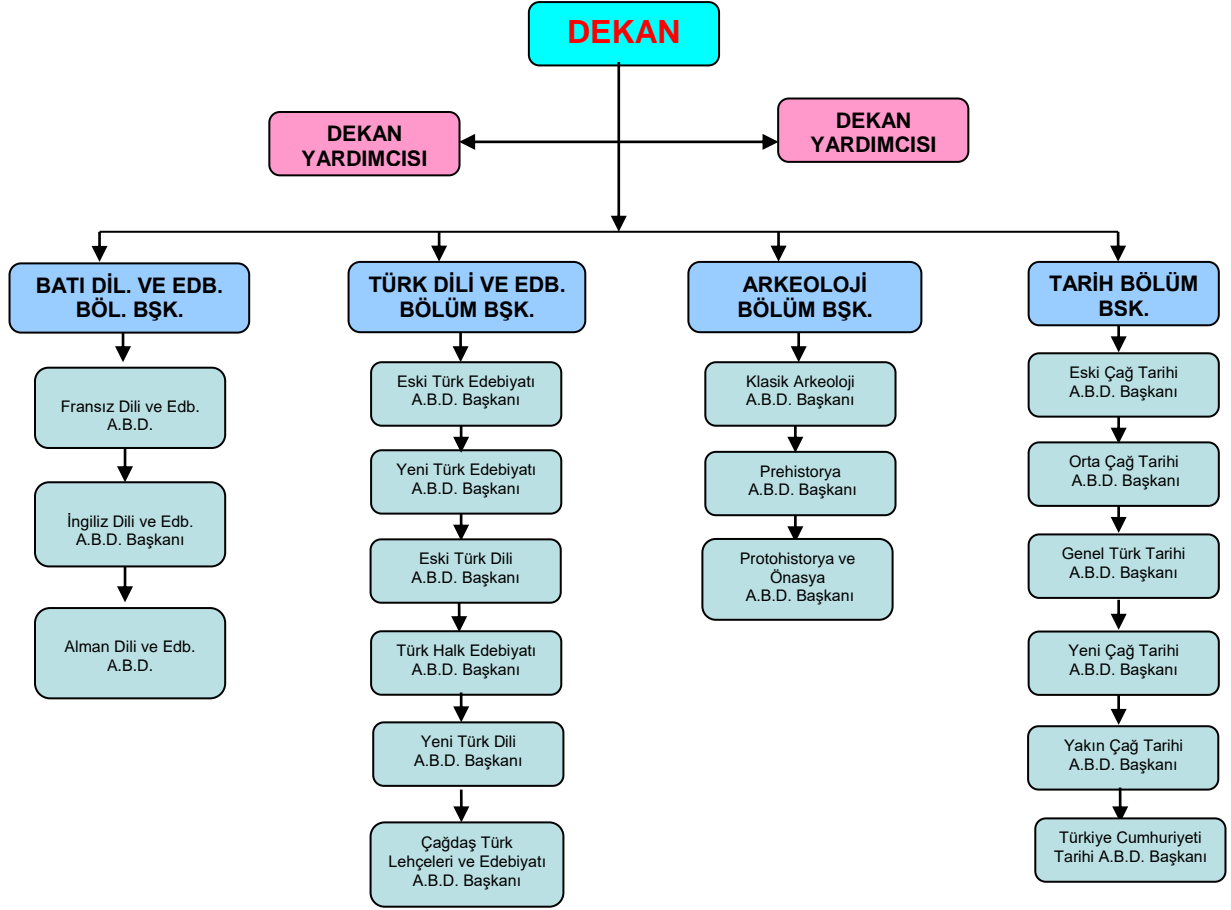 DEKAN
DEKAN
YARDIMCISI
DEKAN
YARDIMCISI
BATI DİL. VE EDB.
BÖL. BŞK.
TÜRK DİLİ VE EDB.
BÖLÜM BŞK.
ARKEOLOJİ
BÖLÜM BŞK.
TARİH BÖLÜM
BSK.
Fransız Dili ve Edb.
A.B.D.
İngiliz Dili ve Edb.
A.B.D. Başkanı
Alman Dili ve Edb.
A.B.D.
Eski Türk Edebiyatı
A.B.D. Başkanı
Yeni Türk Edebiyatı
A.B.D. Başkanı
Eski Türk Dili
A.B.D. Başkanı
Türk Halk Edebiyatı
A.B.D. Başkanı
Yeni Türk Dili
A.B.D. Başkanı
Çağdaş Türk
Lehçeleri ve Edebiyatı
A.B.D. Başkanı
Klasik Arkeoloji
A.B.D. Başkanı
Prehistorya
A.B.D. Başkanı
Protohistorya ve
Önasya
A.B.D. Başkanı
Eski Çağ Tarihi
A.B.D. Başkanı
Orta Çağ Tarihi
A.B.D. Başkanı
Genel Türk Tarihi
A.B.D. Başkanı
Yeni Çağ Tarihi
A.B.D. Başkanı
Yakın Çağ Tarihi
A.B.D. Başkanı
Türkiye Cumhuriyeti
Tarihi A.B.D. Başkanı